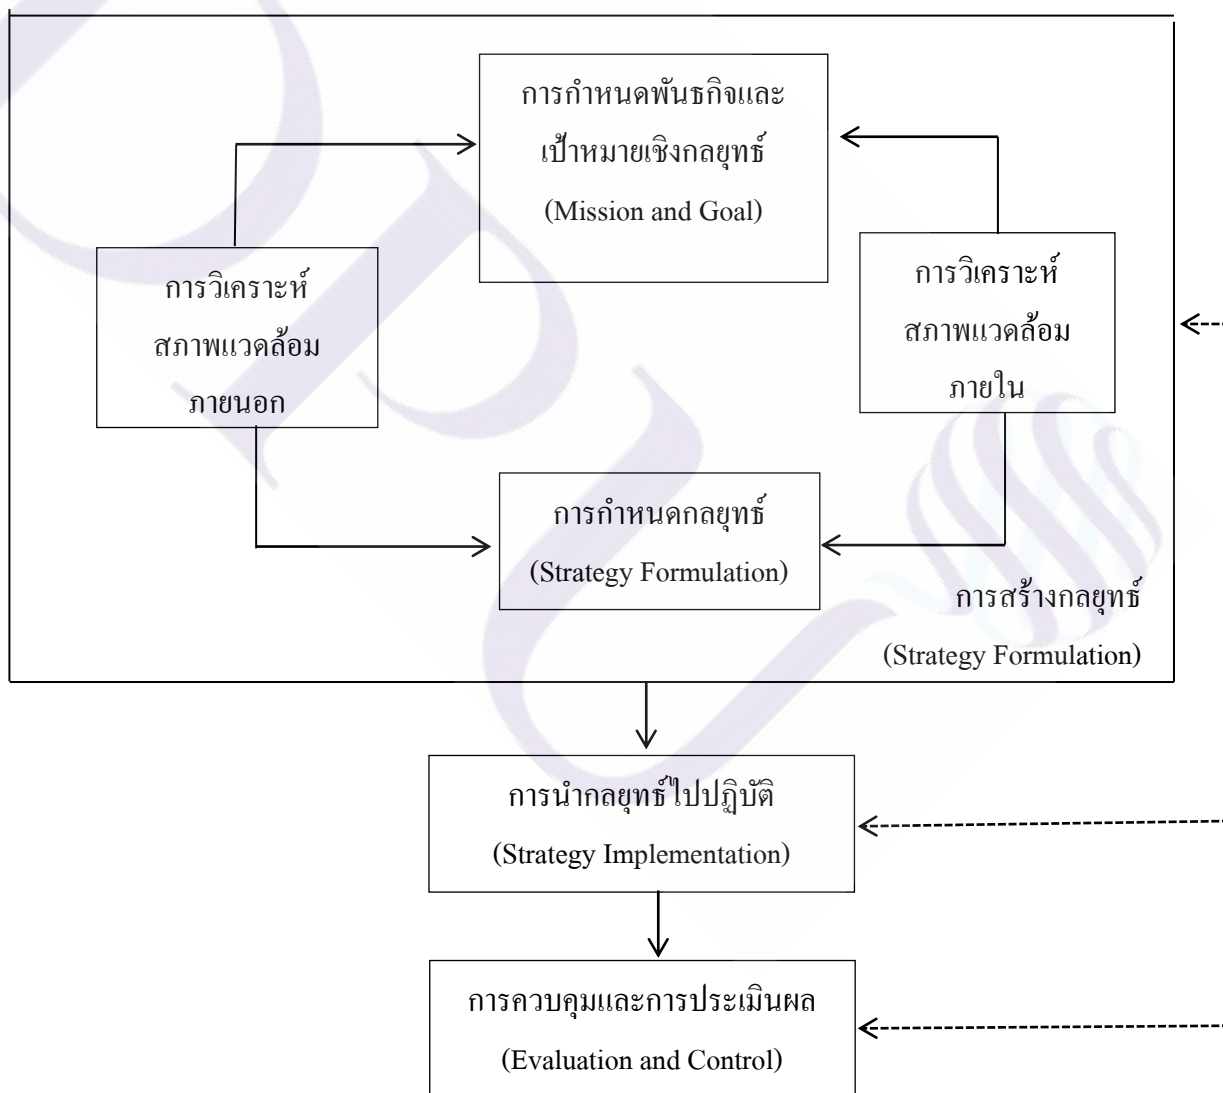 การกำหนดพันธกิจและ
เป้าหมายเชิงกลยุทธ์
(Mission and Goal)
การวิเคราะห์
สภาพแวดล้อม
ภายนอก
การวิเคราะห์
สภาพแวดล้อม
ภายใน
การกำหนดกลยุทธ์
(Strategy Formulation)
การสร้างกลยุทธ์
(Strategy Formulation)
การนำกลยุทธ์ไปปฏิบัติ
(Strategy Implementation)
การควบคุมและการประเมินผล
(Evaluation and Control)
DPU